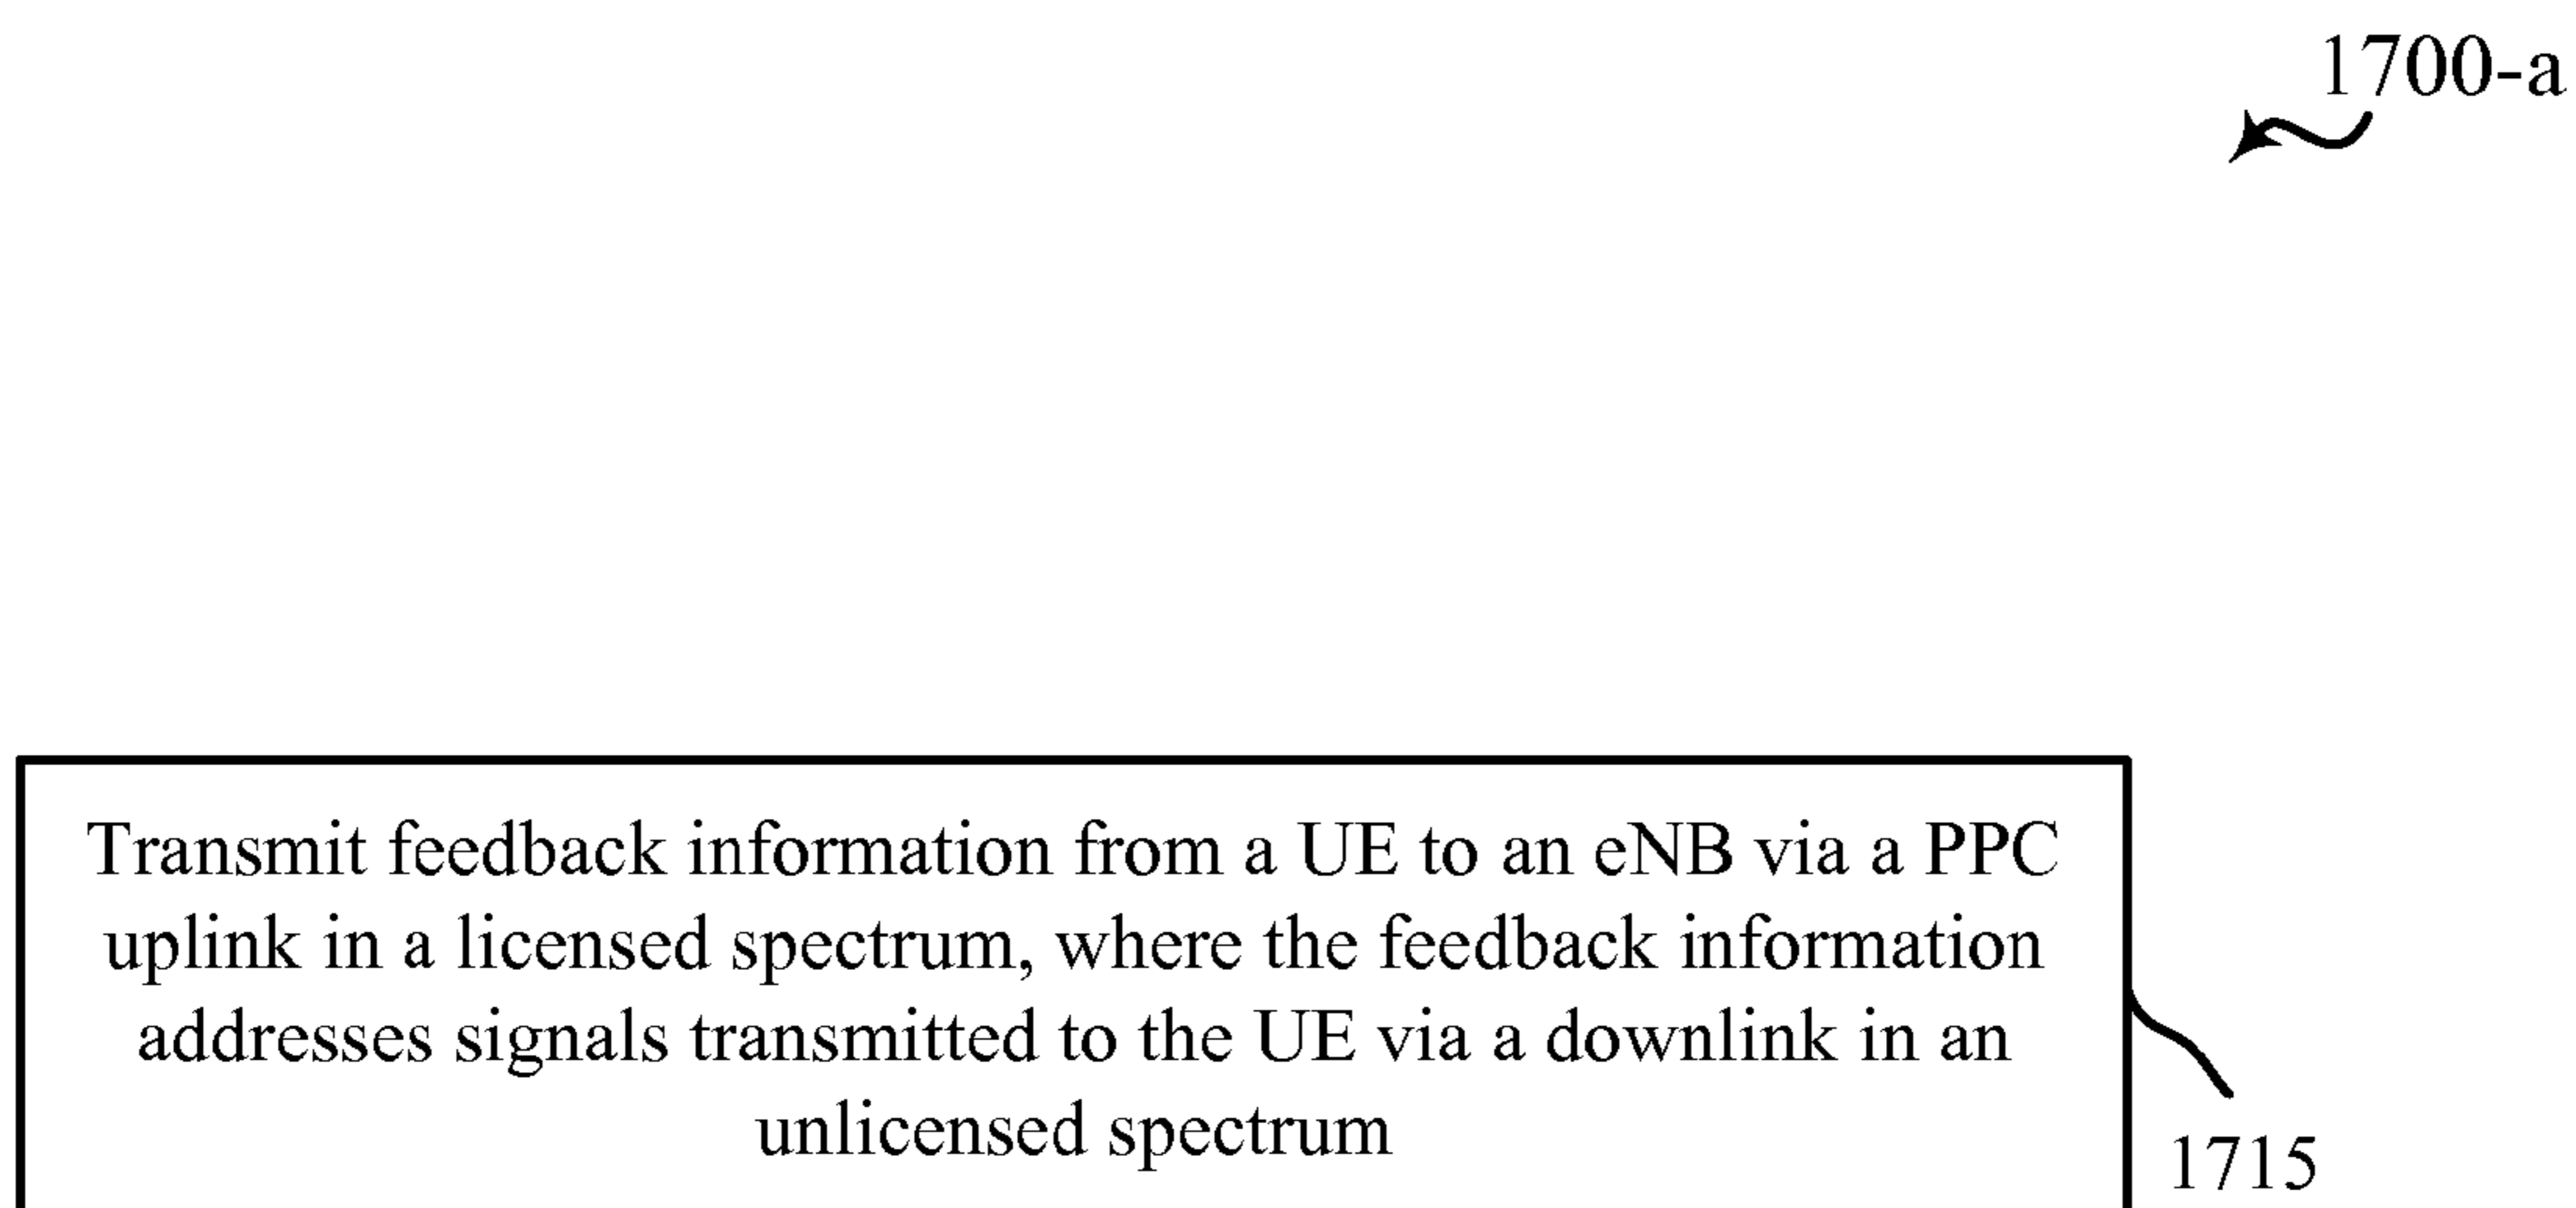 1700-a
Transmit feedback information from a UE to an eNB via a PPC
uplink in a licensed spectrum, where the feedback information
addresses signals transmitted to the UE via a downlink in an
unlicensed spectrum
1715